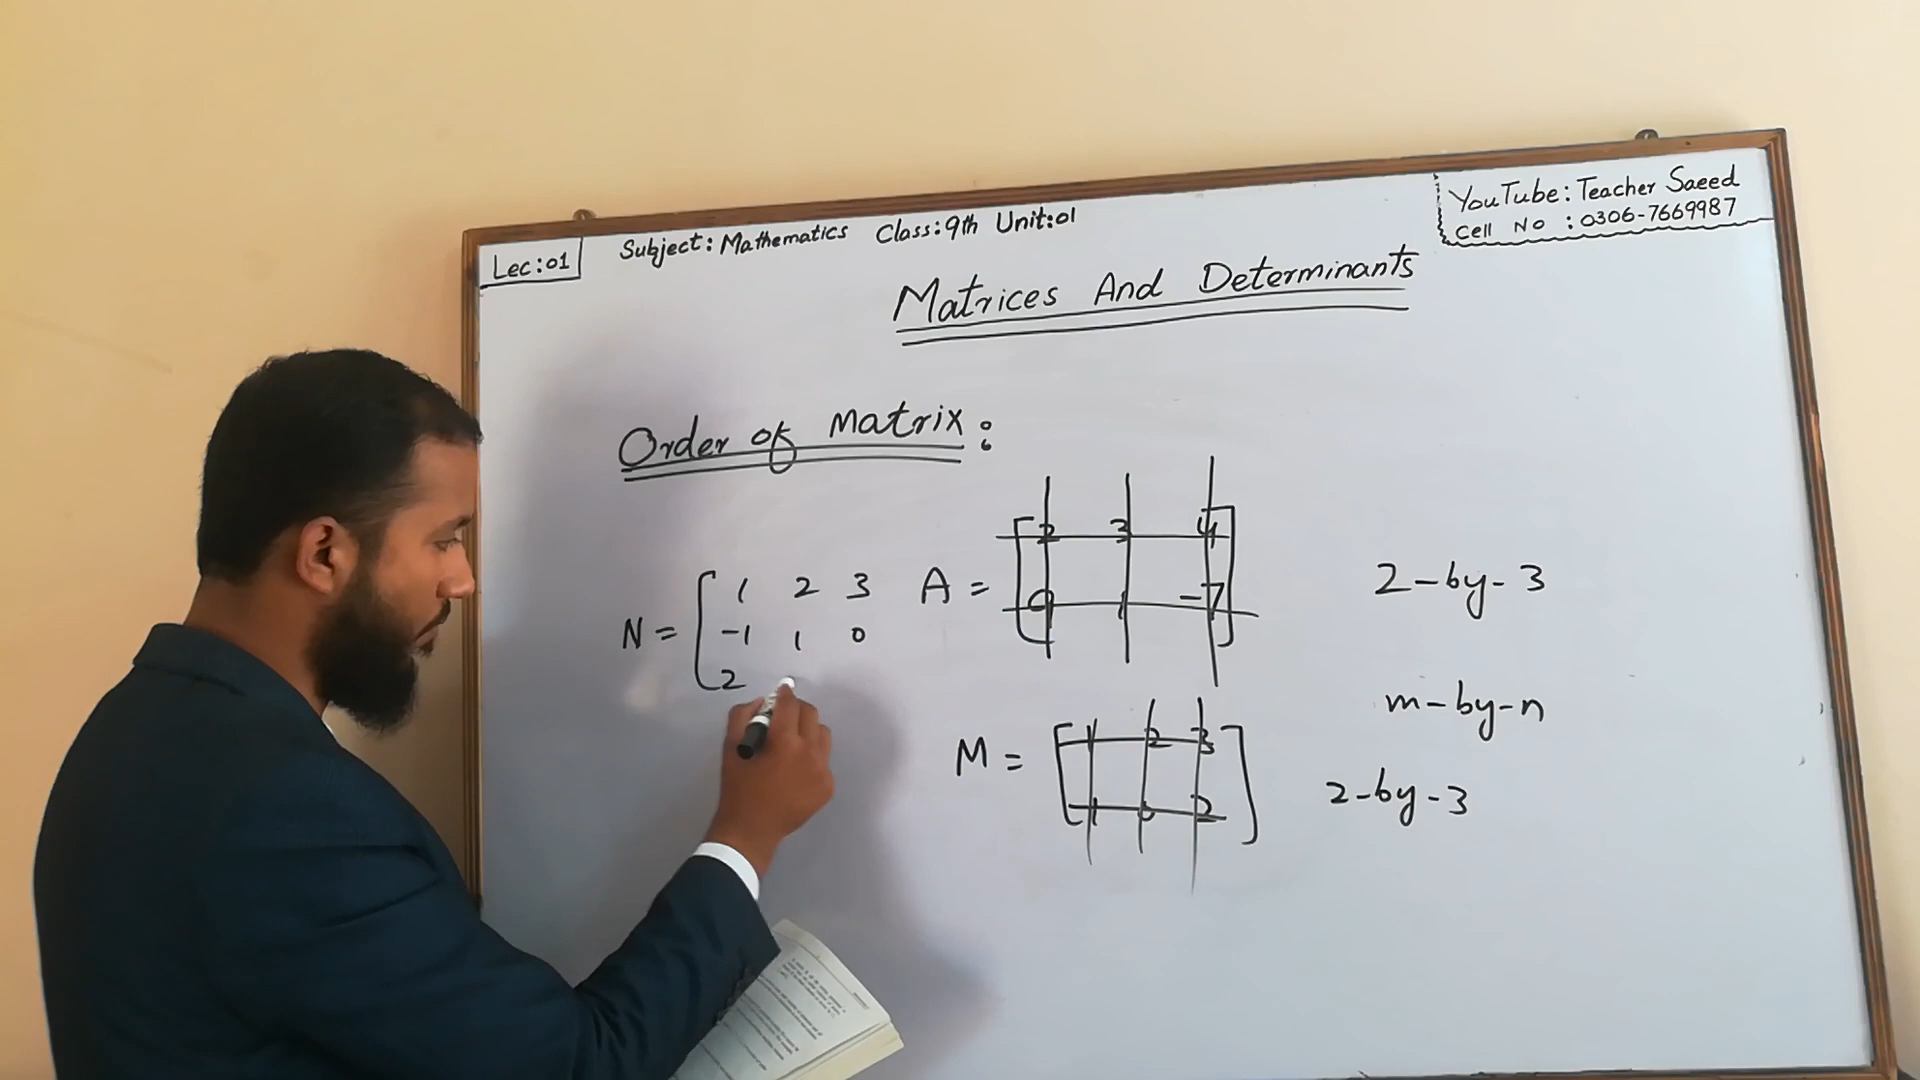 Lec:01
Subject: Mathematics Class:9th Unit:01
YouTube: Teacher Saeed
Cell No : 0306-7669987
Matrices And Determinants
Order of Matrix:
A = [ 2 3 4
0 1 -7 ]
2-by-3
N = [ 1 2 3
-1 1 0
2
m-by-n
M = [ 1 2 3
1 0 2 ]
2-by-3